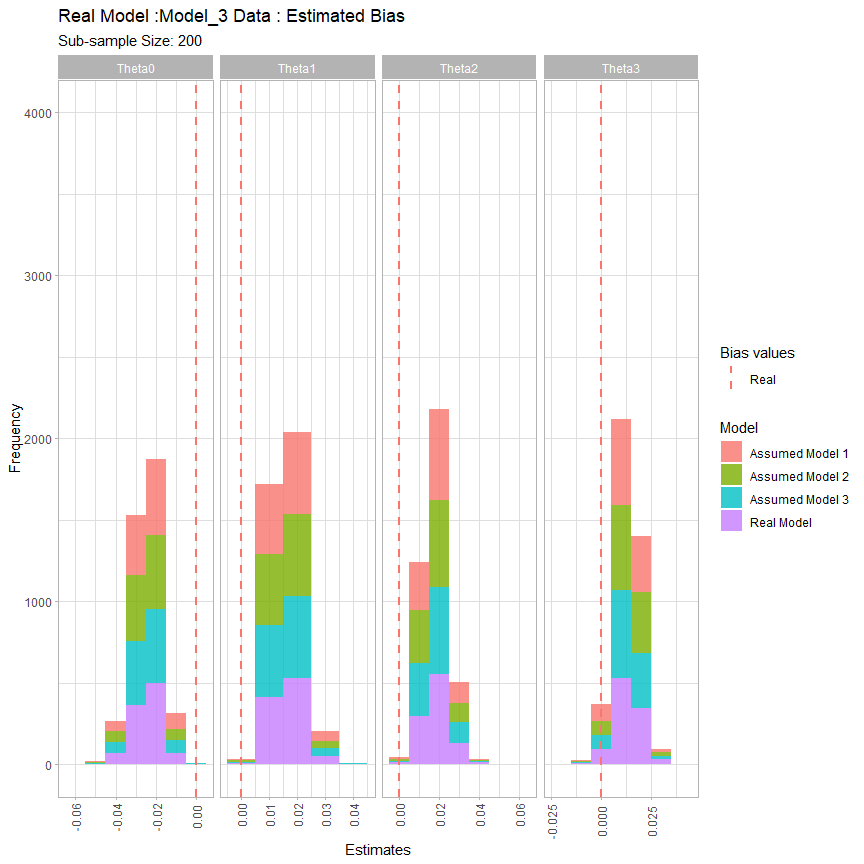 Real Model :Model_3 Data : Estimated Bias
Sub-sample Size: 200
Theta0 Theta1 Theta2 Theta3
4000
3000
2000
1000
0
Frequency
-0.06 -0.04 -0.02 0.00 0.00 0.01 0.02 0.03 0.04 0.00 0.02 0.04 0.06 -0.025 0.000 0.025
Estimates
Bias values
Real
Model
Assumed Model 1
Assumed Model 2
Assumed Model 3
Real Model